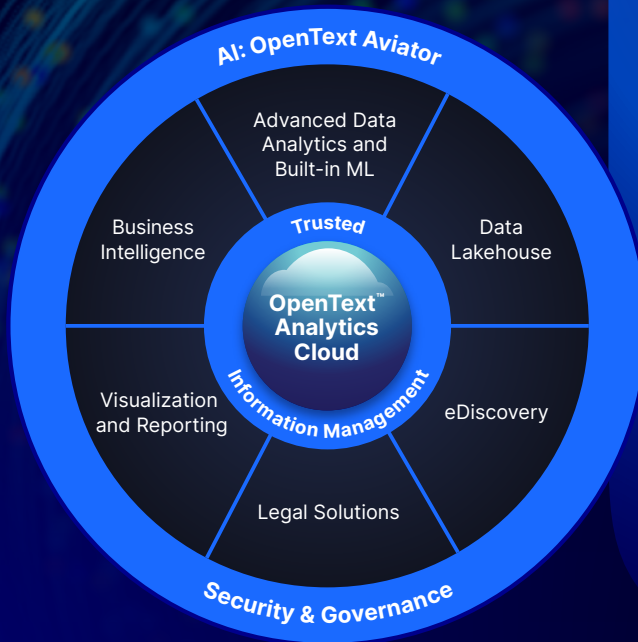 AI: OpenText Aviator
Advanced Data
Analytics and
Built-in ML
Business
Intelligence
Data
Lakehouse
Trusted
OpenText™
Analytics
Cloud
Information Management
Visualization
and Reporting
eDiscovery
Legal Solutions
Security & Governance